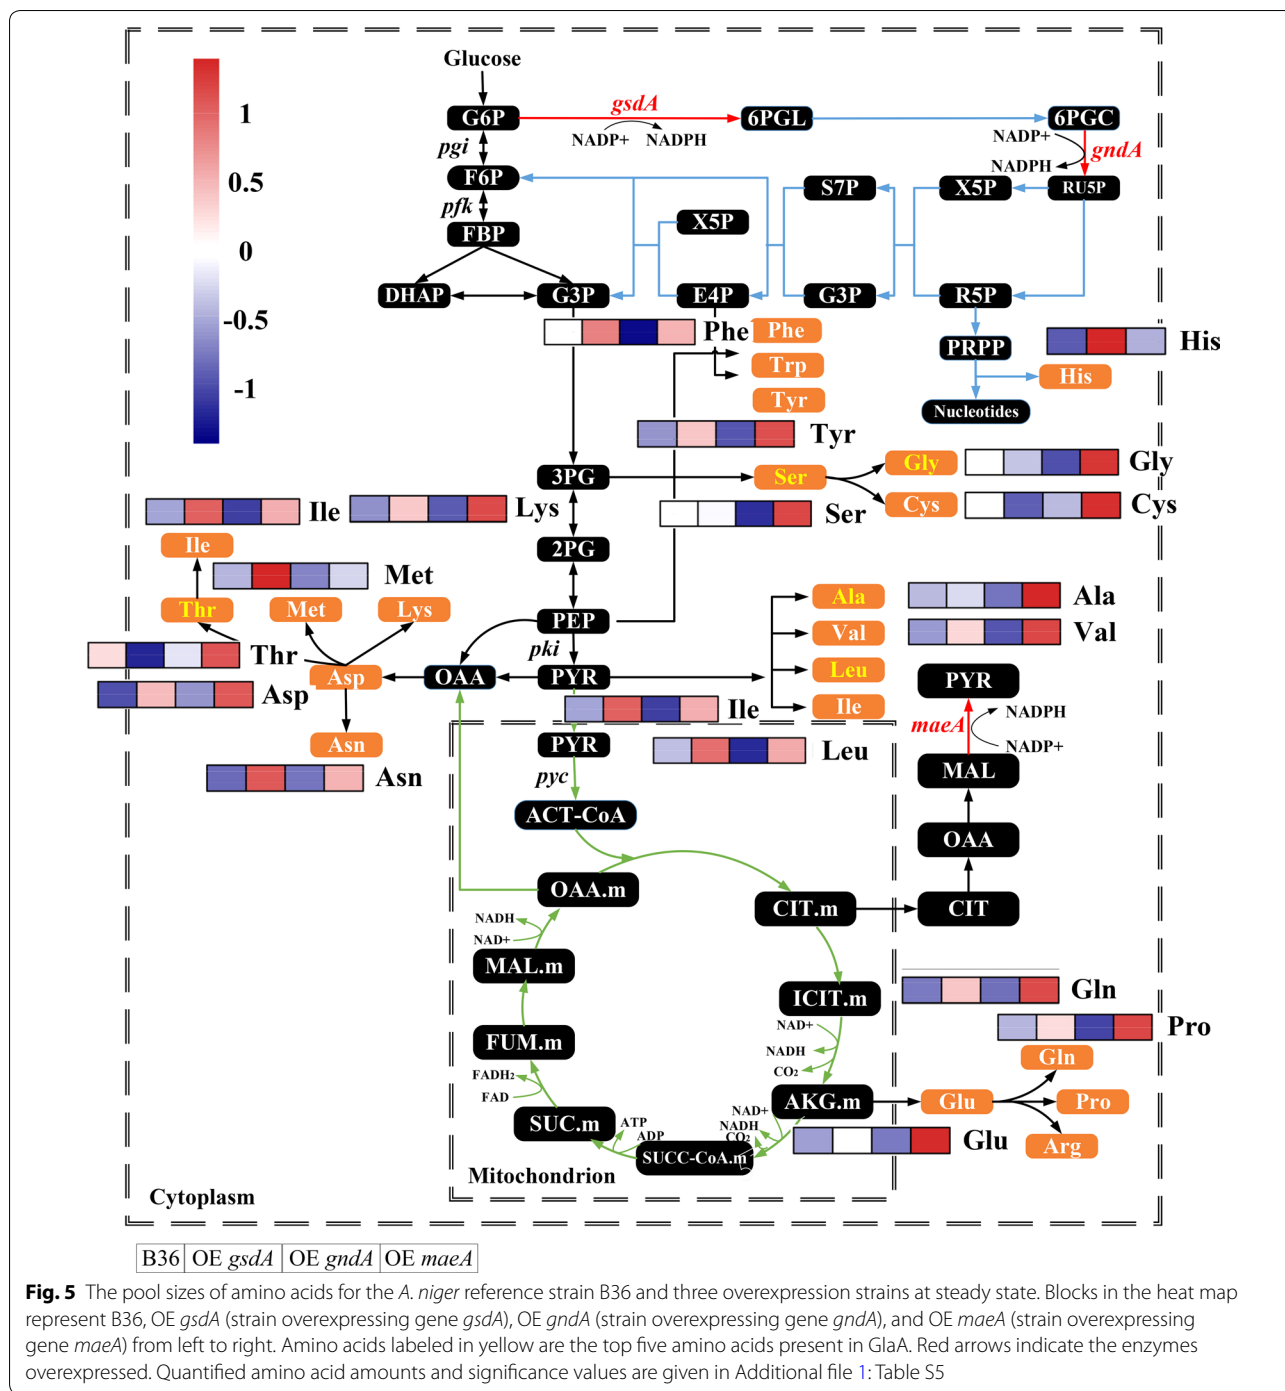 Glucose
1
0.5
0
-0.5
-1
G6P
gsdA
6PGL
6PGC
NADP+
NADPH
NADP+
gndA
NADPH
pgi
F6P
S7P
X5P
RU5P
pfk
X5P
FBP
DHAP
G3P
E4P
G3P
R5P
Phe
Phe
PRPP
His
Trp
His
Tyr
Nucleotides
Tyr
3PG
Ser
Gly
Gly
Cys
Cys
Ser
Ile
Lys
Ile
2PG
Met
Thr
Met
Lys
PEP
Ala
Ala
Val
Val
pki
Thr
Asp
OAA
PYR
Leu
PYR
Asp
Ile
Ile
NADPH
maeA
NADP+
Asn
PYR
Leu
Asn
pyc
MAL
ACT-CoA
OAA
OAA.m
CIT.m
CIT
NADH
NAD+
MAL.m
ICIT.m
Gln
Pro
NAD+
NADH
CO2
FUM.m
Gln
FADH2
FAD
AKG.m
Glu
Pro
SUC.m
ATP
ADP
NAD+
NADH
CO2
Glu
Arg
SUCC-CoA.m
Mitochondrion
Cytoplasm
B36 OE gsdA OE gndA OE maeA
Fig. 5 The pool sizes of amino acids for the A. niger reference strain B36 and three overexpression strains at steady state. Blocks in the heat map
represent B36, OE gsdA (strain overexpressing gene gsdA), OE gndA (strain overexpressing gene gndA), and OE maeA (strain overexpressing
gene maeA) from left to right. Amino acids labeled in yellow are the top five amino acids present in GlaA. Red arrows indicate the enzymes
overexpressed. Quantified amino acid amounts and significance values are given in Additional file 1: Table S5